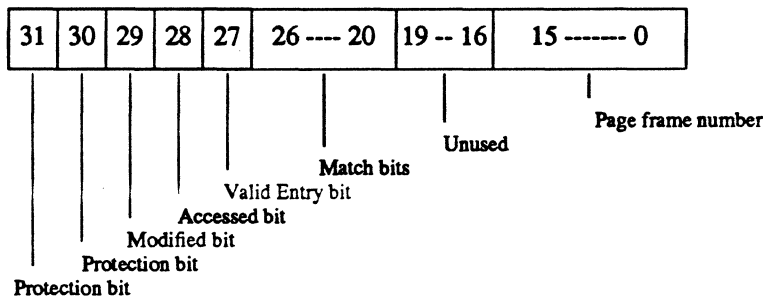 31 30 29 28 27 26 ---- 20 19 -- 16 15 ------- 0
Page frame number
Unused
Match bits
Valid Entry bit
Accessed bit
Modified bit
Protection bit
Protection bit